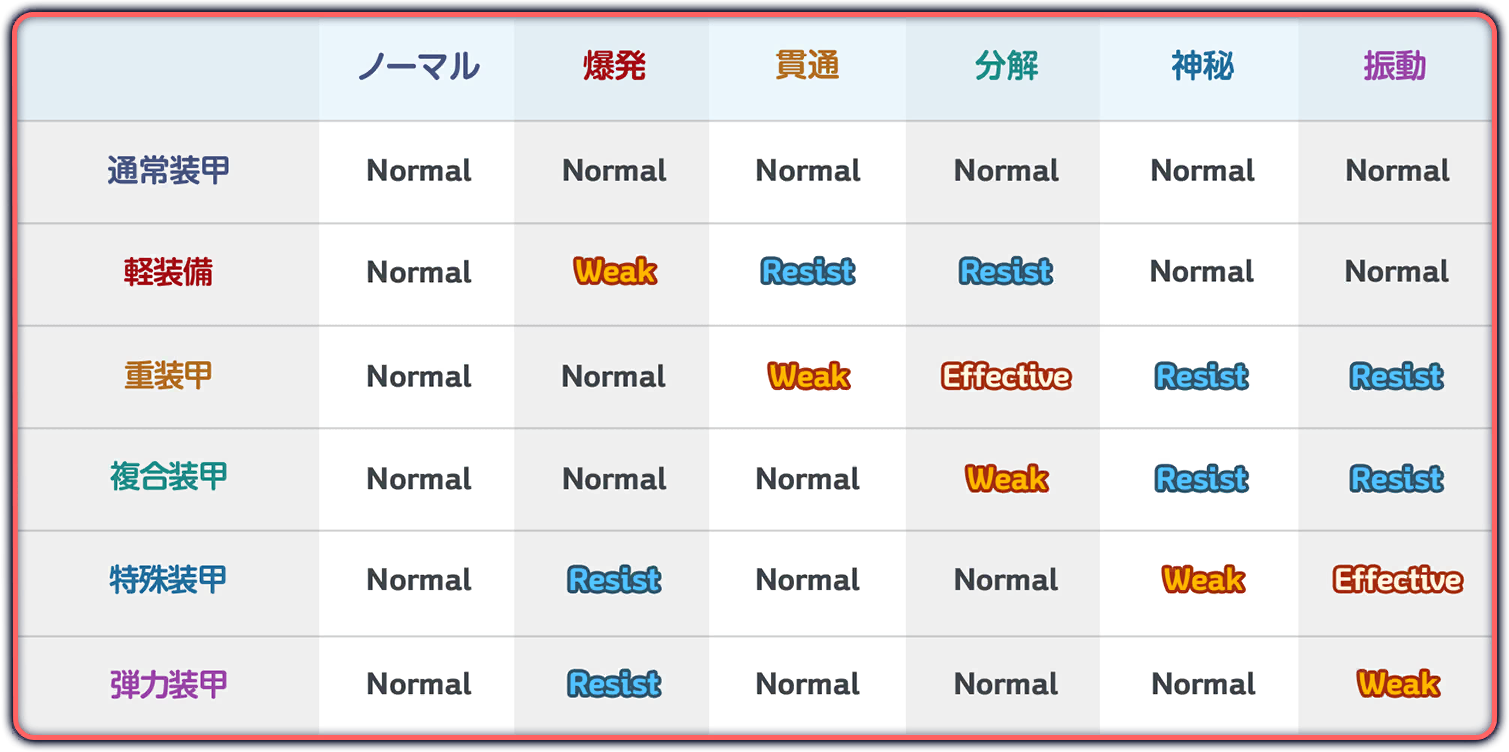 ノーマル 爆発 貫通 分解 神秘 振動
通常装甲 Normal Normal Normal Normal Normal Normal
軽装備 Normal Weak Resist Resist Normal Normal
重装甲 Normal Normal Weak Effective Resist Resist
複合装甲 Normal Normal Normal Weak Resist Resist
特殊装甲 Normal Resist Normal Normal Weak Effective
弾力装甲 Normal Resist Normal Normal Normal Weak